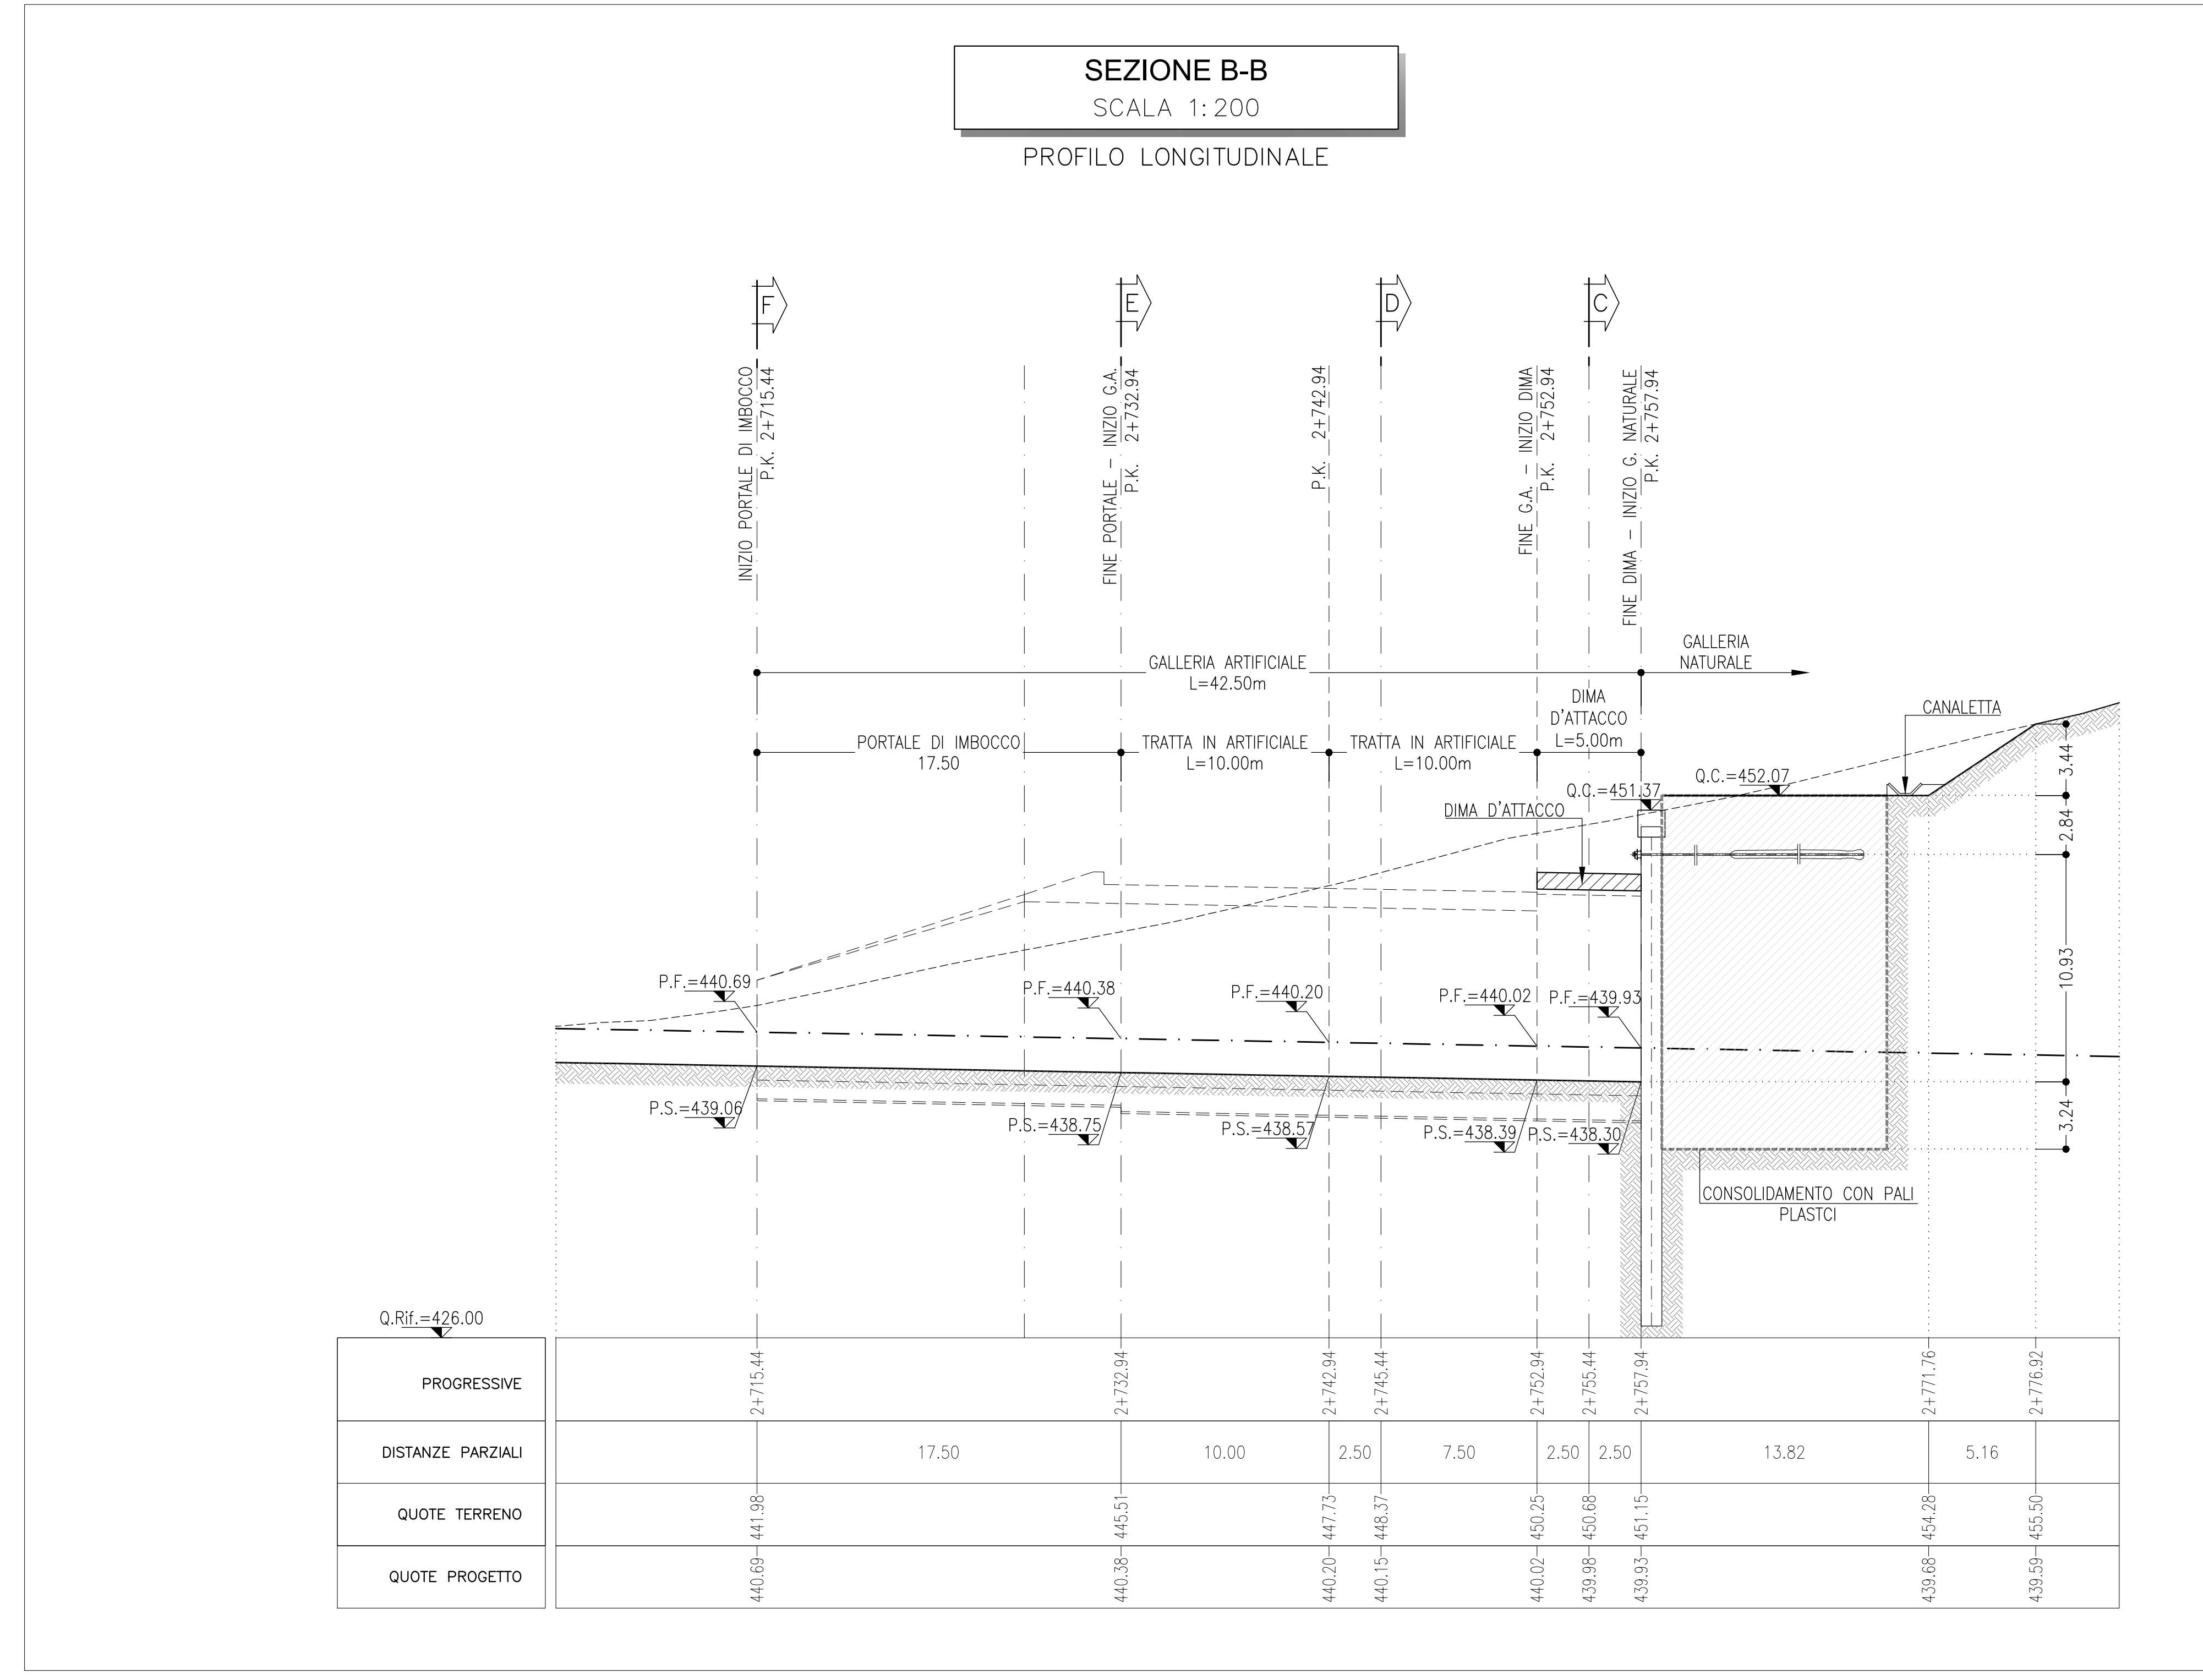 SEZIONE B-B
SCALA 1:200
PROFILO LONGITUDINALE
F
E
D
C
INIZIO PORTALE DI IMBOCCO
P.K. 2+715.44
FINE PORTALE - INIZIO G.A.
P.K. 2+732.94
P.K. 2+742.94
FINE G.A. - INIZIO DIMA
P.K. 2+752.94
FINE DIMA - INIZIO G. NATURALE
P.K. 2+757.94
GALLERIA ARTIFICIALE
L=42.50m
GALLERIA
NATURALE
PORTALE DI IMBOCCO
17.50
TRATTA IN ARTIFICIALE
L=10.00m
TRATTA IN ARTIFICIALE
L=10.00m
DIMA
D'ATTACCO
L=5.00m
CANALETTA
Q.C.=451.37
Q.C.=452.07
DIMA D'ATTACCO
3.44
2.84
10.93
3.24
P.F.=440.69
P.F.=440.38
P.F.=440.20
P.F.=440.02
P.F.=439.93
P.S.=439.06
P.S.=438.75
P.S.=438.57
P.S.=438.39
P.S.=438.30
CONSOLIDAMENTO CON PALI
PLASTCI
Q.Rif.=426.00
PROGRESSIVE 2+715.44 2+732.94 2+742.94 2+745.44 2+752.94 2+755.44 2+757.94 2+771.76 2+776.92
DISTANZE PARZIALI 17.50 10.00 2.50 7.50 2.50 2.50 13.82 5.16
QUOTE TERRENO 441.98 445.51 447.73 448.37 450.25 450.68 451.15 454.28 455.50
QUOTE PROGETTO 440.69 440.38 440.20 440.15 440.02 439.98 439.93 439.68 439.59